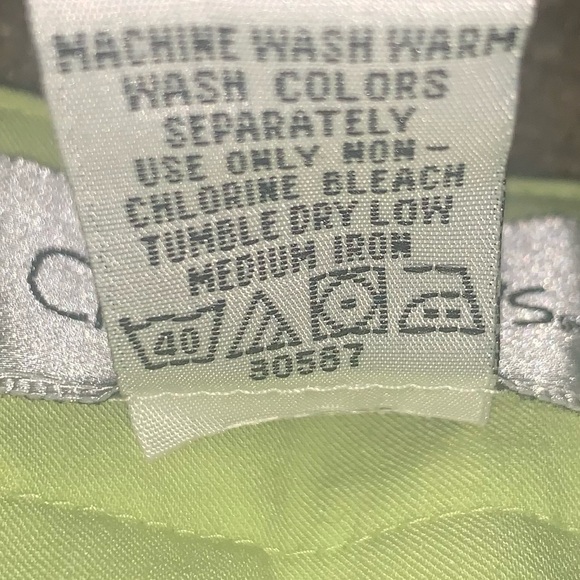 MACHINE WASH WARM
WASH COLORS
SEPARATELY
USE ONLY NON-
CHLORINE BLEACH
TUMBLE DRY LOW
MEDIUM IRON
40
30587